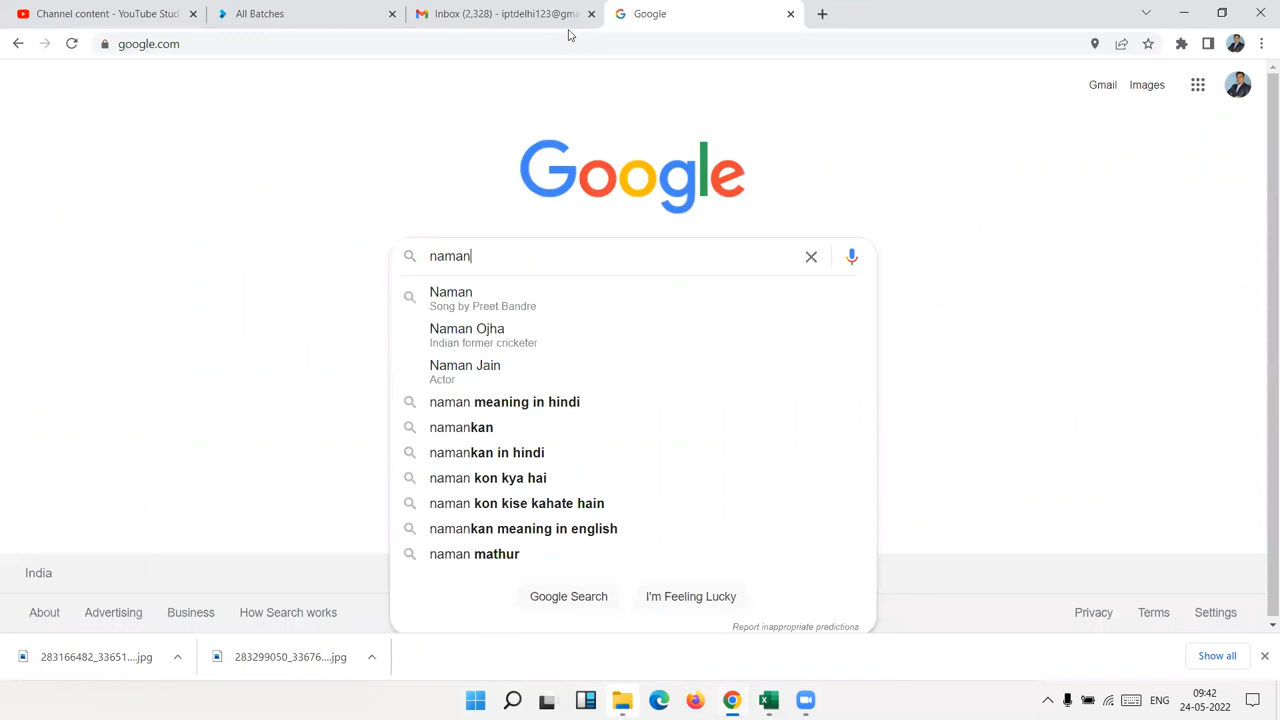 Content content - YouTube Stud
All Batches
Inbox (2,328) - iptdelhi123@gma
Google
google.com
Gmail Images
Google
naman
Naman
Song by Preet Bandre
Naman Ojha
Indian former cricketer
Naman Jain
Actor
naman meaning in hindi
namankan
namankan in hindi
naman kon kya hai
naman kon kise kahate hain
namankan meaning in english
naman mathur
Google Search I'm Feeling Lucky
Report inappropriate predictions
India
About Advertising Business How Search works Privacy Terms Settings
283166482_33651....jpg 283299050_33676....jpg Show all
ENG
09:42
24-05-2022